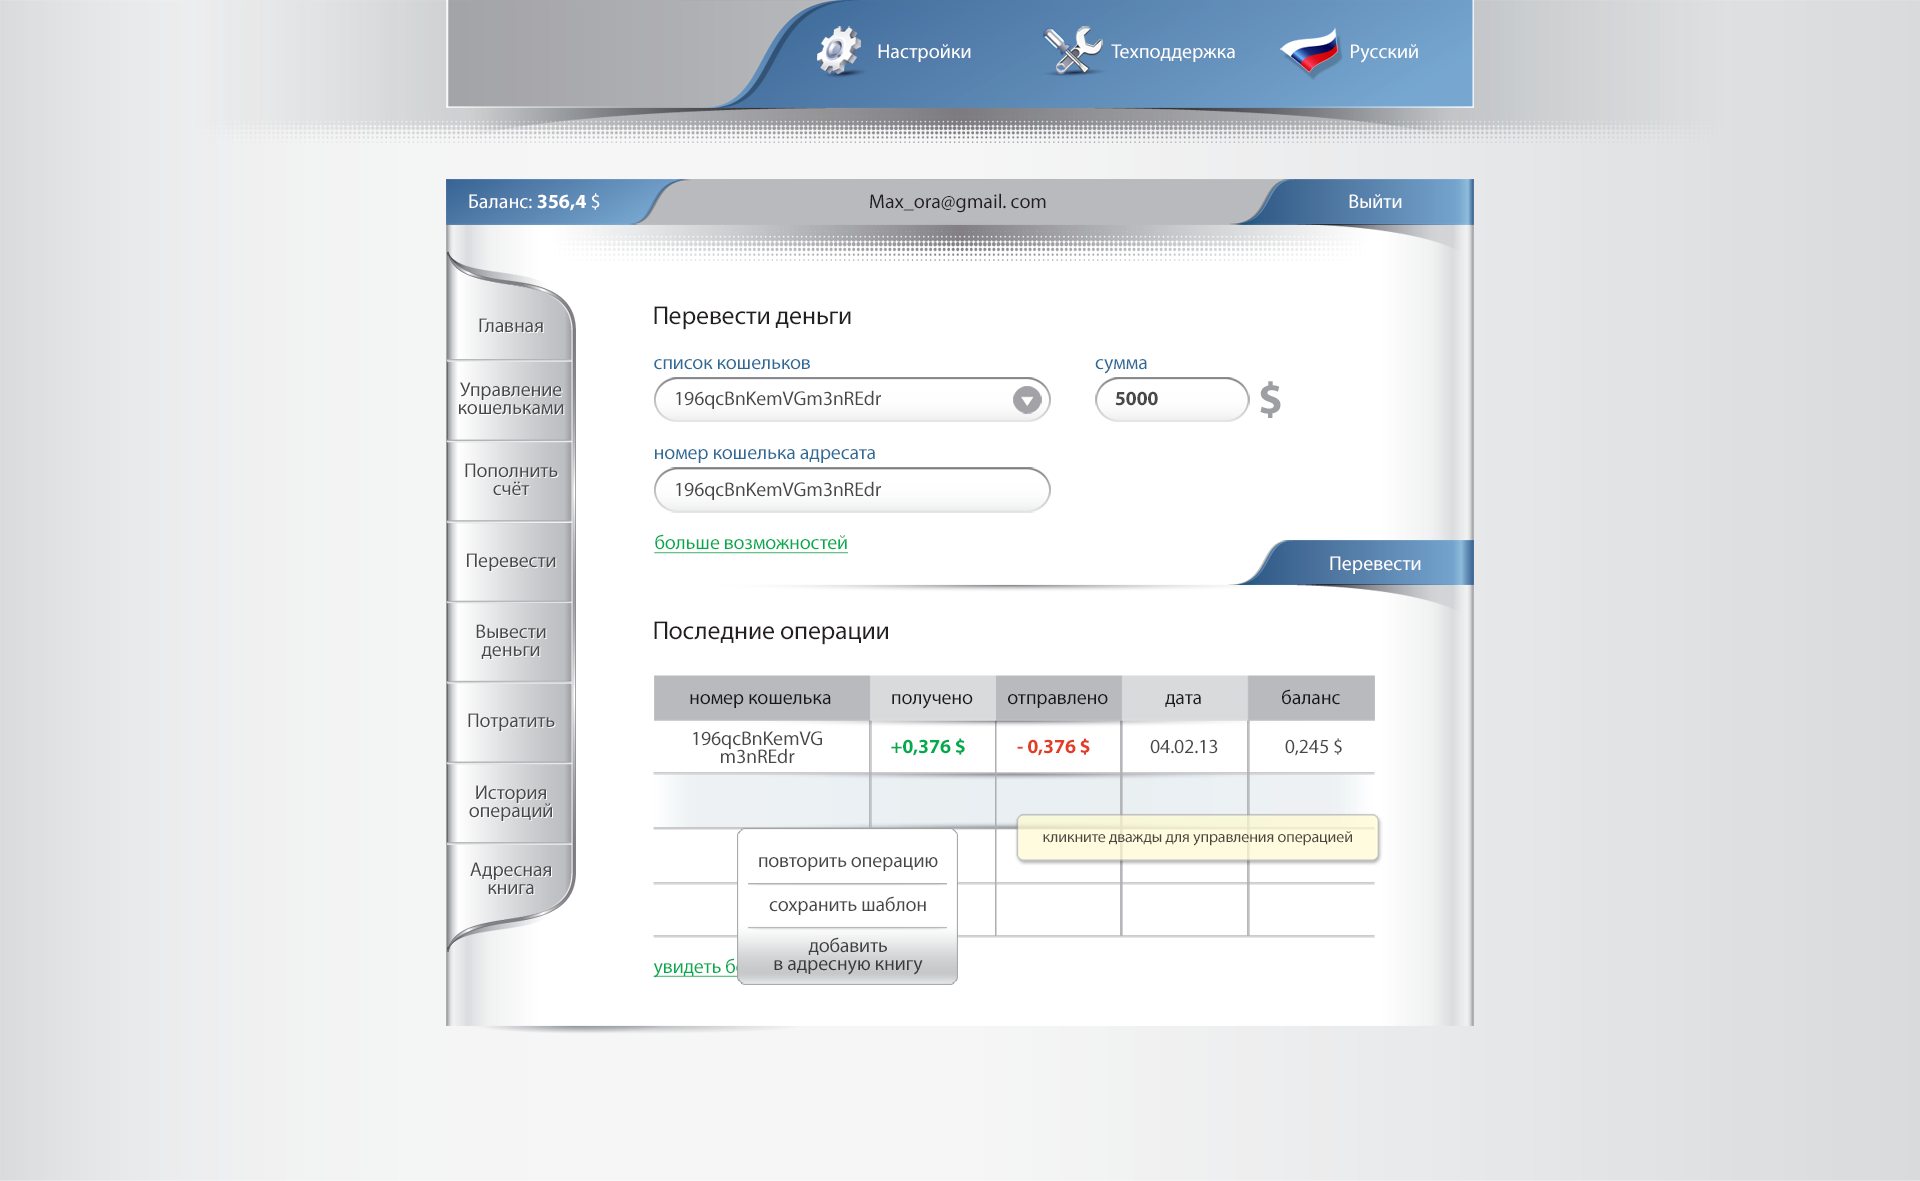 Настройки
Техподдержка
Русский
Баланс: 356,4 $
Max_ora@gmail. com
Выйти
Главная
Управление
кошельками
Пополнить
счёт
Перевести
Вывести
деньги
Потратить
История
операций
Адресная
книга
Перевести деньги
список кошельков
сумма
196qcBnKemVGm3nREdr
5000
$
номер кошелька адресата
196qcBnKemVGm3nREdr
больше возможностей
Перевести
Последние операции
номер кошелька
получено
отправлено
дата
баланс
196qcBnKemVG
m3nREdr
+0,376 $
- 0,376 $
04.02.13
0,245 $
кликните дважды для управления операцией
повторить операцию
сохранить шаблон
добавить
в адресную книгу
увидеть